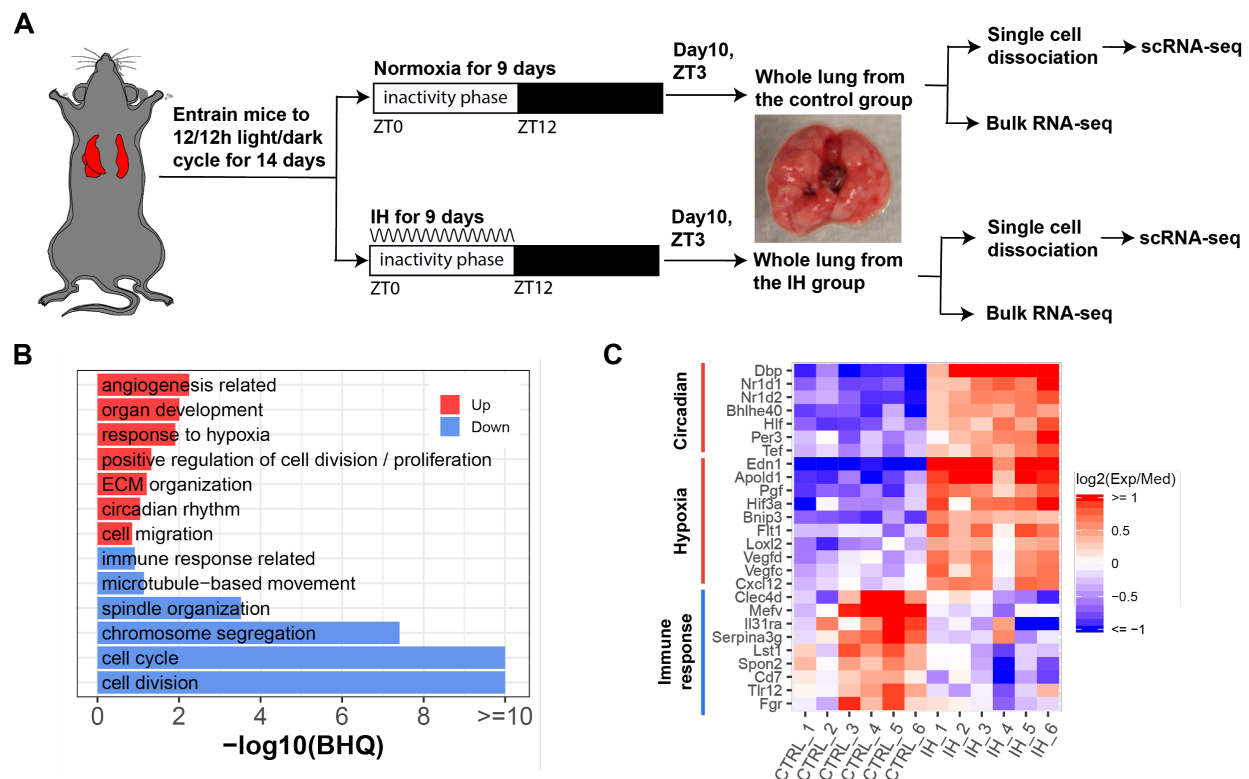 A
Entrain mice to
12/12h light/dark
cycle for 14 days
Normoxia for 9 days
inactivity phase
ZT0
ZT12
Day10,
ZT3
Whole lung from
the control group
Single cell
dissociation
scRNA-seq
Bulk RNA-seq
IH for 9 days
inactivity phase
ZT0
ZT12
Day10,
ZT3
Whole lung from
the IH group
Single cell
dissociation
scRNA-seq
Bulk RNA-seq
B
angiogenesis related
organ development
response to hypoxia
positive regulation of cell division / proliferation
ECM organization
circadian rhythm
cell migration
immune response related
microtubule−based movement
spindle organization
chromosome segregation
cell cycle
cell division
Up
Down
0
2
4
6
8
>=10
−log10(BHQ)
C
Circadian
Hypoxia
Immune
response
Dbp
Nr1d1
Nr1d2
Bhlhe40
Hlf
Per3
Tef
Edn1
Apold1
Pgf
Hif3a
Bnip3
Flt1
Loxl2
Vegfd
Vegfc
Cxcl12
Clec4d
Mefv
Il31ra
Serpina3g
Lst1
Spon2
Cd7
Tlr12
Fgr
CTRL_1
CTRL_2
CTRL_3
CTRL_4
CTRL_5
CTRL_6
IH_1
IH_2
IH_3
IH_4
IH_5
IH_6
log2(Exp/Med)
>= 1
0.5
0
−0.5
<= −1